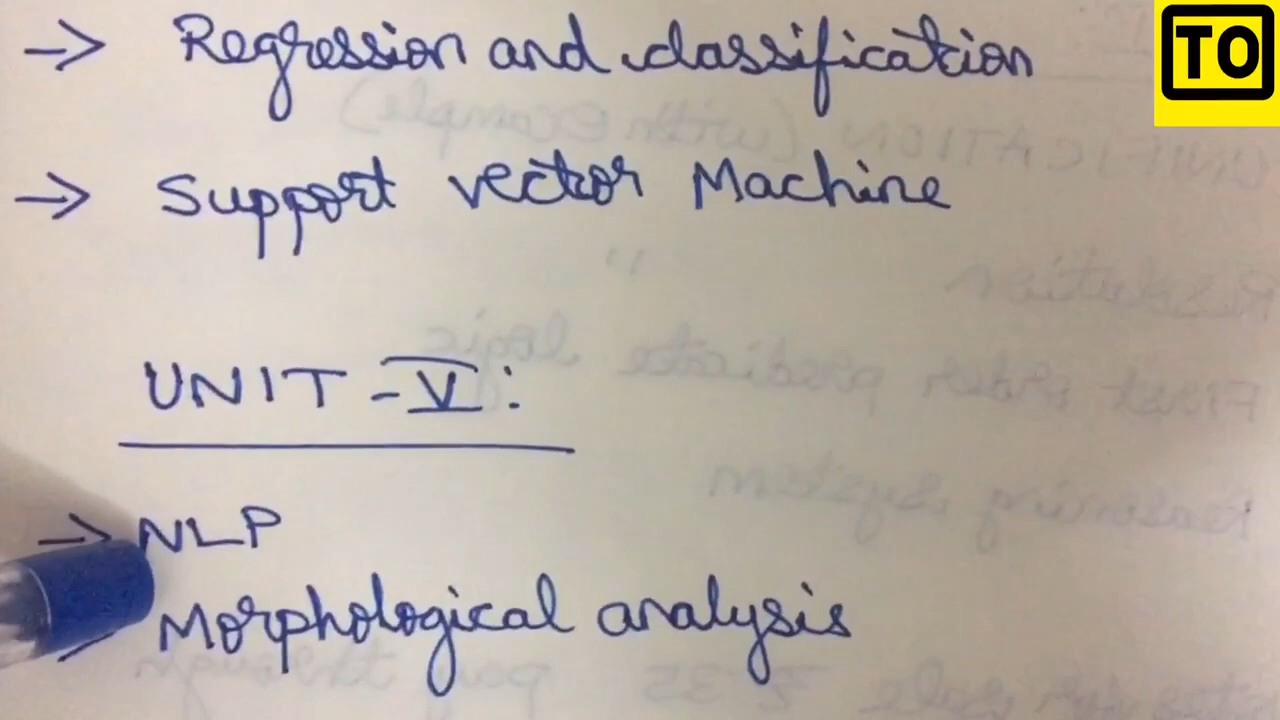 TO
→ Regression and classification
→ Support vector Machine
UNIT-V:
→ NLP
→ Morphological analysis